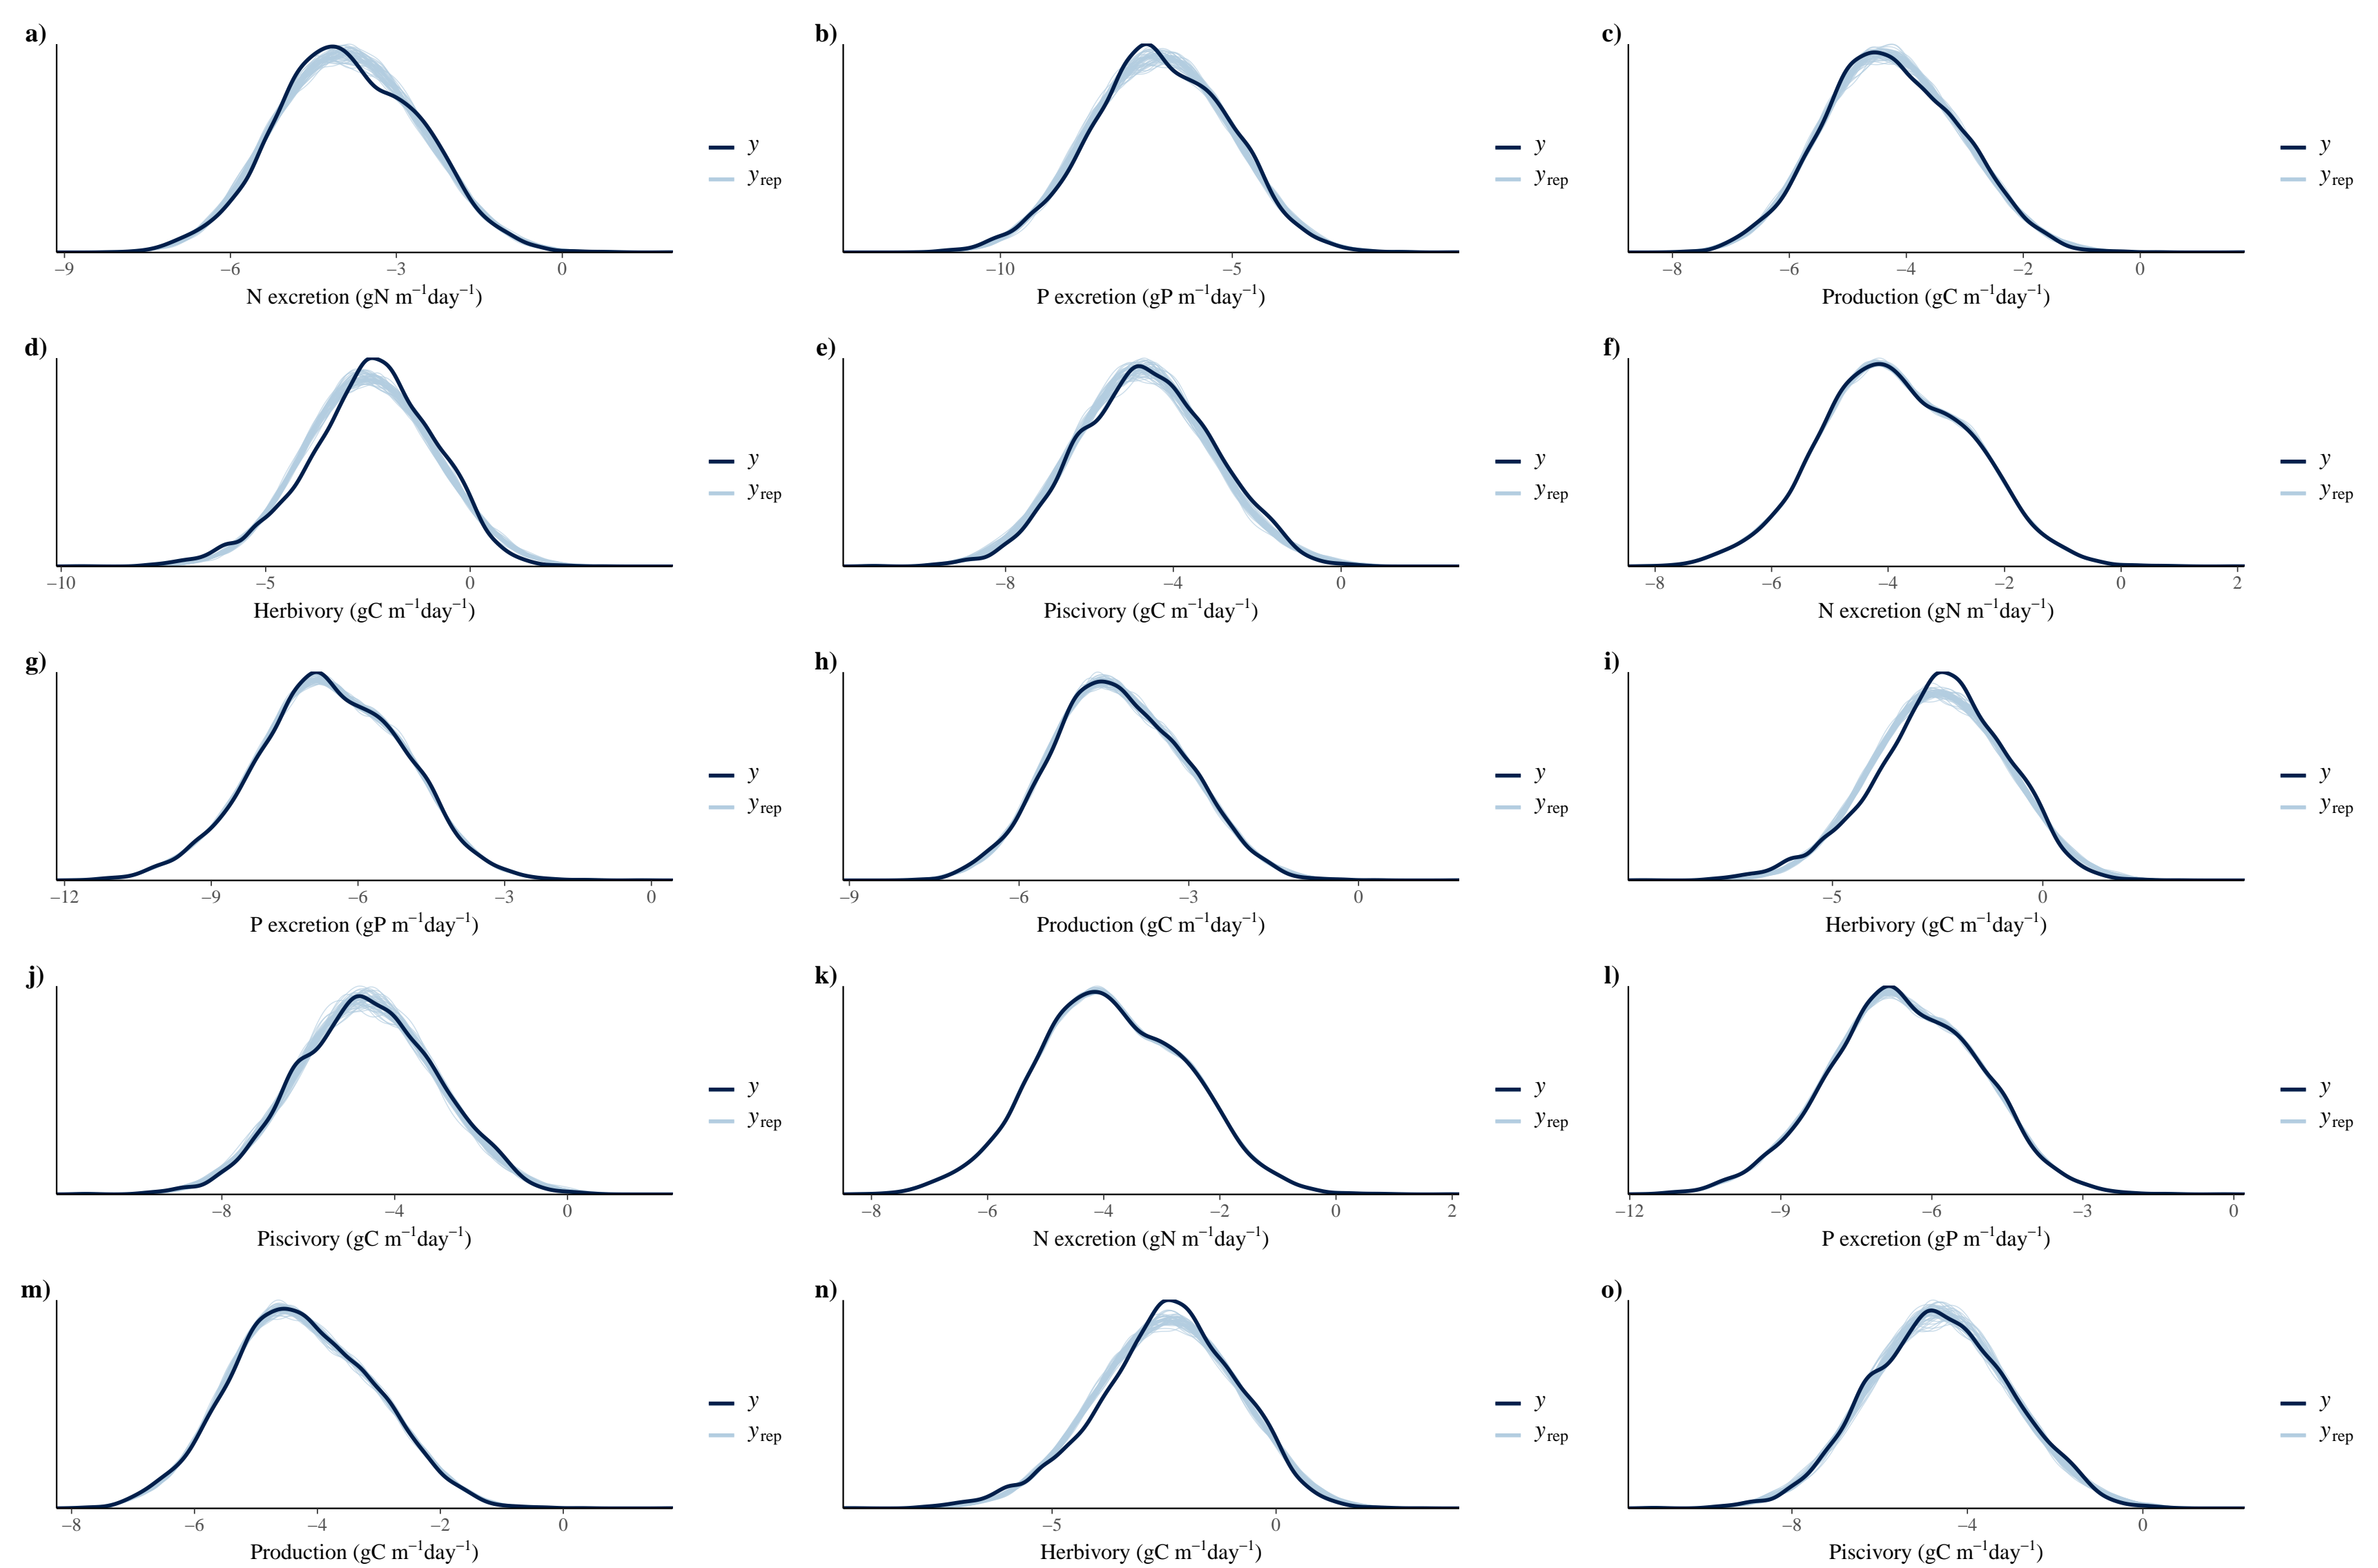 a) b) c)
y y y
yrep yrep yrep
−9 −6 −3 0 −10 −5 −8 −6 −4 −2 0
N excretion (gN m−1day−1) P excretion (gP m−1day−1) Production (gC m−1day−1)
d) e) f)
y y y
yrep yrep yrep
−10 −5 0 −8 −4 0 −8 −6 −4 −2 0 2
Herbivory (gC m−1day−1) Piscivory (gC m−1day−1) N excretion (gN m−1day−1)
g) h) i)
y y y
yrep yrep yrep
−12 −9 −6 −3 0 −9 −6 −3 0 −5 0
P excretion (gP m−1day−1) Production (gC m−1day−1) Herbivory (gC m−1day−1)
j) k) l)
y y y
yrep yrep yrep
−8 −4 0 −8 −6 −4 −2 0 2 −12 −9 −6 −3 0
Piscivory (gC m−1day−1) N excretion (gN m−1day−1) P excretion (gP m−1day−1)
m) n) o)
y y y
yrep yrep yrep
−8 −6 −4 −2 0 −5 0 −8 −4 0
Production (gC m−1day−1) Herbivory (gC m−1day−1) Piscivory (gC m−1day−1)